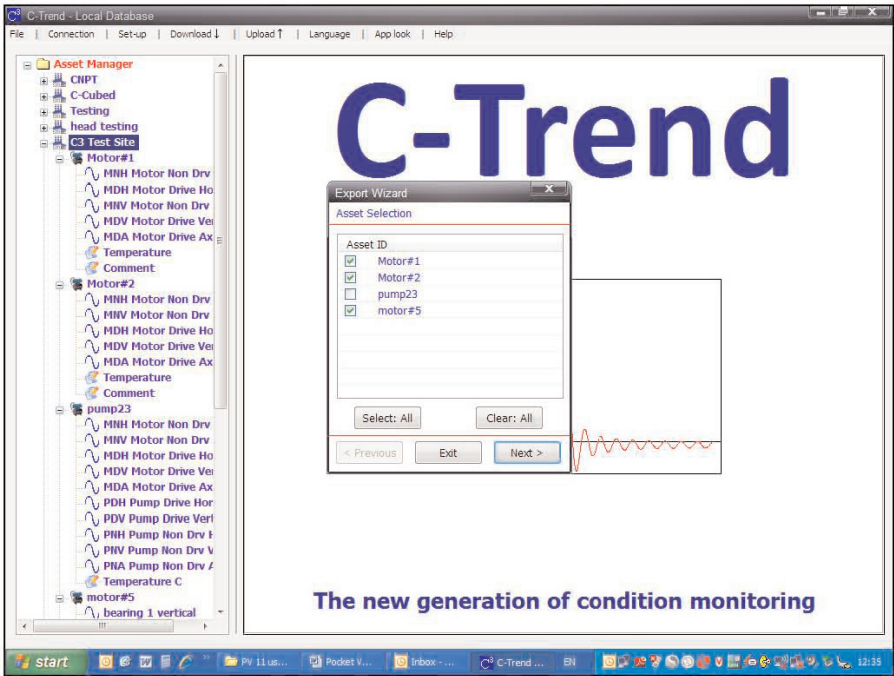 C-Trend - Local Database
File | Connection | Set-up | Download↓ | Upload↑ | Language | App look | Help
Asset Manager
CNPT
C-Cubed
Testing
head testing
C3 Test Site
Motor#1
MNH Motor Non Drv
MDH Motor Drive Ho
MNV Motor Non Drv
MDV Motor Drive Ver
MDA Motor Drive Ax
Temperature
Comment
Motor#2
MNH Motor Non Drv
MNV Motor Non Drv
MDH Motor Drive Ho
MDV Motor Drive Ver
MDA Motor Drive Ax
Temperature
Comment
pump23
MNH Motor Non Drv
MNV Motor Non Drv
MDH Motor Drive Ho
MDV Motor Drive Ver
MDA Motor Drive Ax
PDH Pump Drive Hor
PDV Pump Drive Vert
PNH Pump Non Drv H
PNV Pump Non Drv V
PNA Pump Non Drv A
Temperature C
motor#5
bearing 1 vertical
C-Trend
Export Wizard
Asset Selection
Asset ID
Motor#1
Motor#2
pump23
motor#5
Select: All Clear: All
< Previous Exit Next >
The new generation of condition monitoring
start PV 11 us... Pocket V... Inbox - ... C³ C-Trend ... EN 12:35